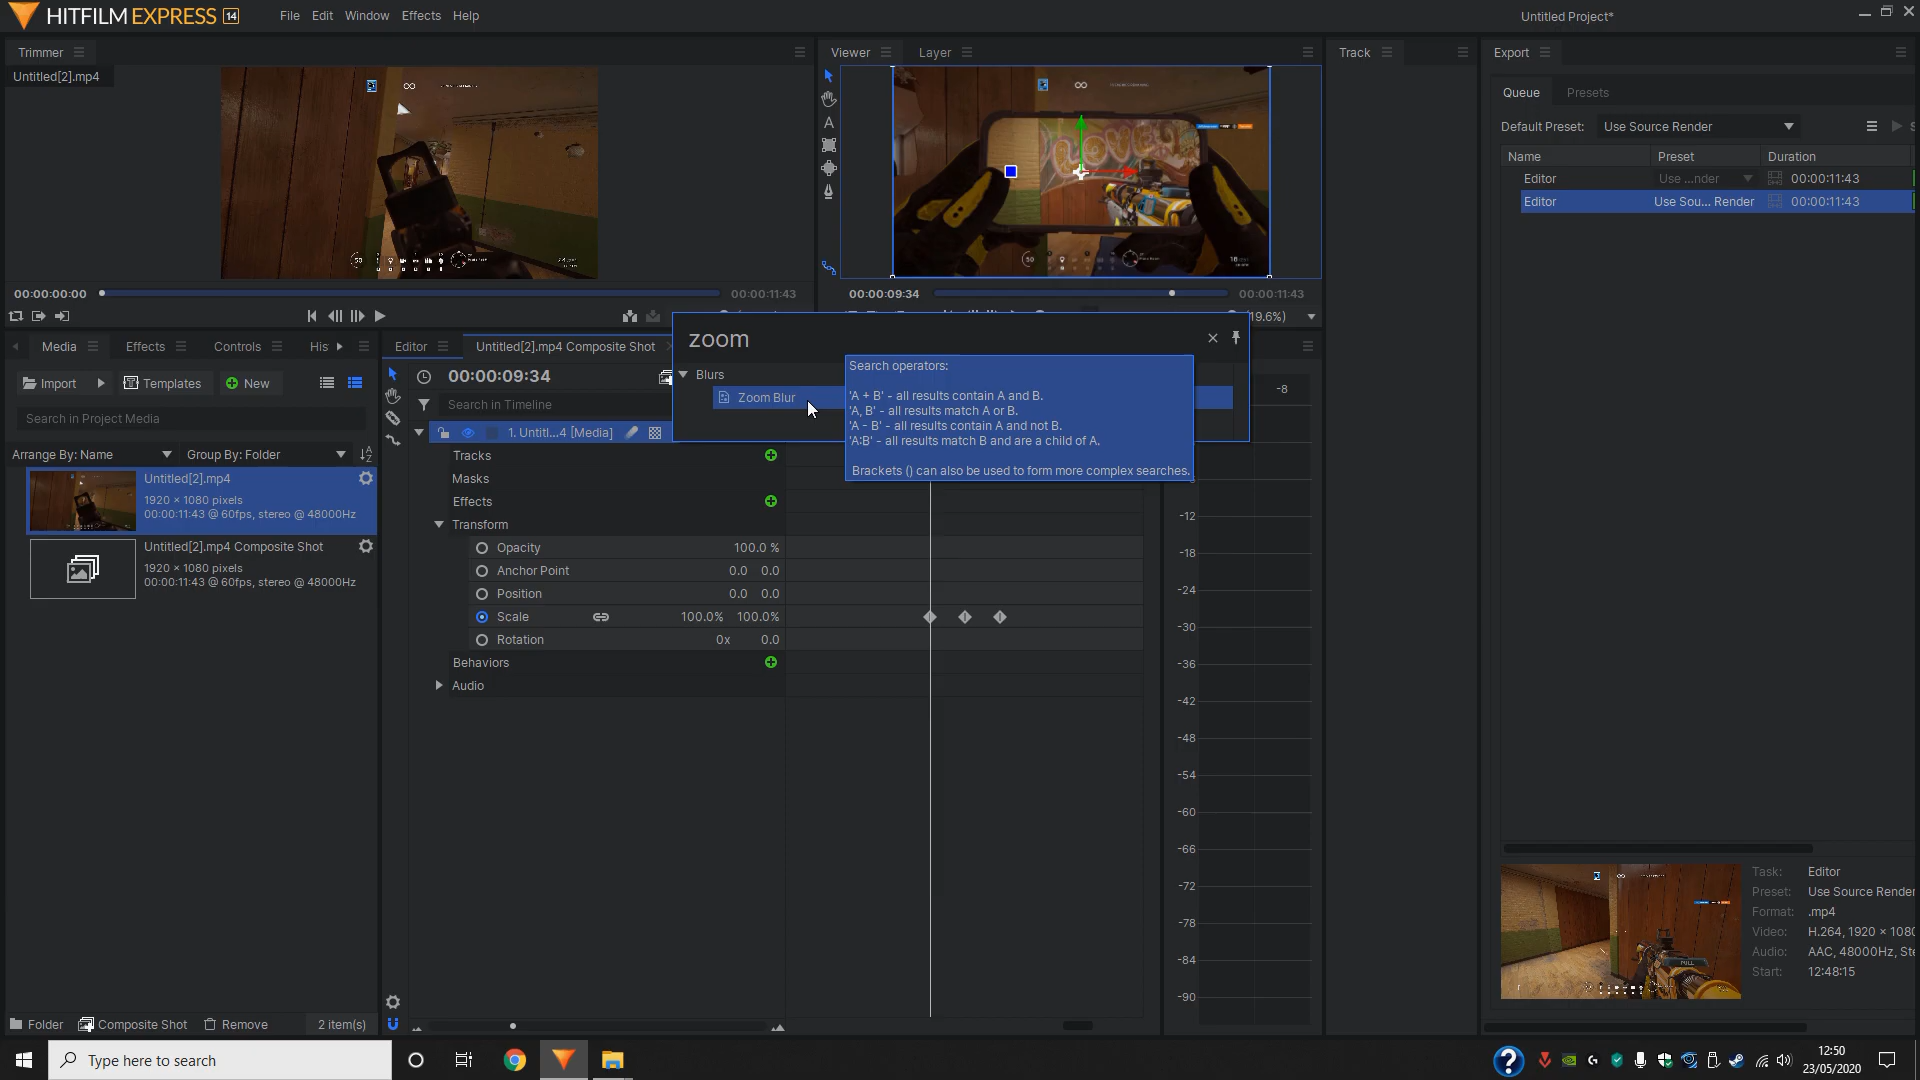 HITFILM EXPRESS 14
File Edit Window Effects Help
Untitled Project*
Trimmer
Viewer
Layer
Track
Export
Untitled[2].mp4
Queue
Presets
Default Preset: Use Source Render
Name Preset Duration
Editor Use ...nder 00:00:11:43
Editor Use Sou... Render 00:00:11:43
00:00:00:00
00:00:11:43
00:00:09:34
00:00:11:43
19.6%)
Media
Effects
Controls
His
Editor
Untitled[2].mp4 Composite Shot
zoom
Import
Templates
New
00:00:09:34
Search in Project Media
Search in Timeline
Blurs
Zoom Blur
Search operators:
'A + B' - all results contain A and B.
'A, B' - all results match A or B.
'A - B' - all results contain A and not B.
'A:B' - all results match B and are a child of A.
Brackets () can also be used to form more complex searches.
Arrange By: Name
Group By: Folder
Untitled[2].mp4
1920 × 1080 pixels
00:00:11:43 @ 60fps, stereo @ 48000Hz
Untitled[2].mp4 Composite Shot
1920 × 1080 pixels
00:00:11:43 @ 60fps, stereo @ 48000Hz
1. Untitl...4 [Media]
Tracks
Masks
Effects
Transform
Opacity 100.0 %
Anchor Point 0.0 0.0
Position 0.0 0.0
Scale 100.0% 100.0%
Rotation 0x 0.0
Behaviors
Audio
-8
-12
-18
-24
-30
-36
-42
-48
-54
-60
-66
-72
-78
-84
-90
Task: Editor
Preset: Use Source Render
Format: .mp4
Video: H.264, 1920 × 1080
Audio: AAC, 48000Hz, Ste
Start: 12:48:15
Folder
Composite Shot
Remove
2 item(s)
Type here to search
12:50
23/05/2020